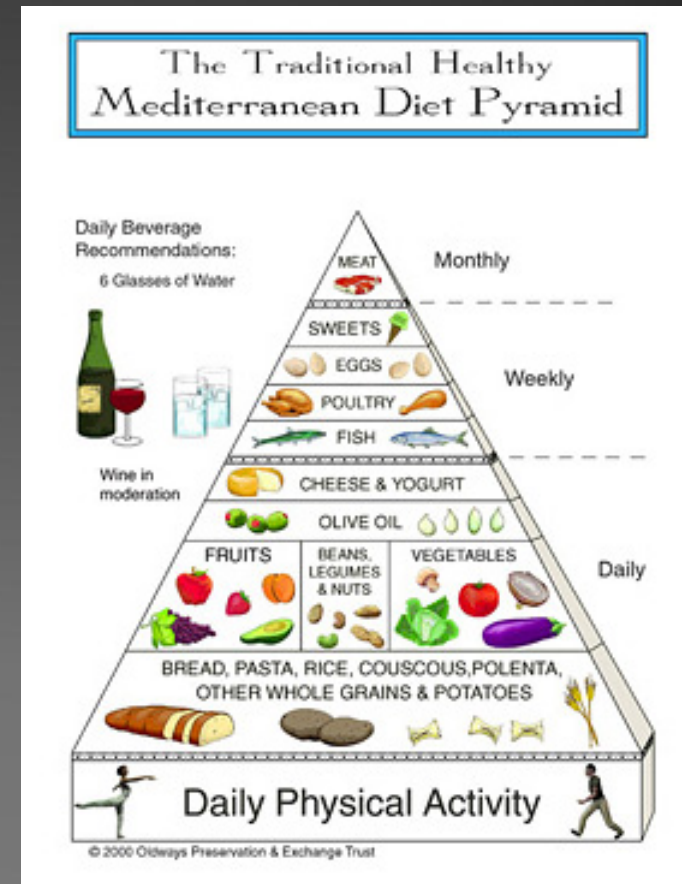 The Traditional Healthy
Mediterranean Diet Pyramid
Daily Beverage
Recommendations:
6 Glasses of Water
Wine in
moderation
MEAT
Monthly
SWEETS
EGGS
Weekly
POULTRY
FISH
CHEESE & YOGURT
OLIVE OIL
FRUITS
BEANS,
LEGUMES
& NUTS
VEGETABLES
Daily
BREAD, PASTA, RICE, COUSCOUS,POLENTA,
OTHER WHOLE GRAINS & POTATOES
Daily Physical Activity
© 2000 Oldways Preservation & Exchange Trust